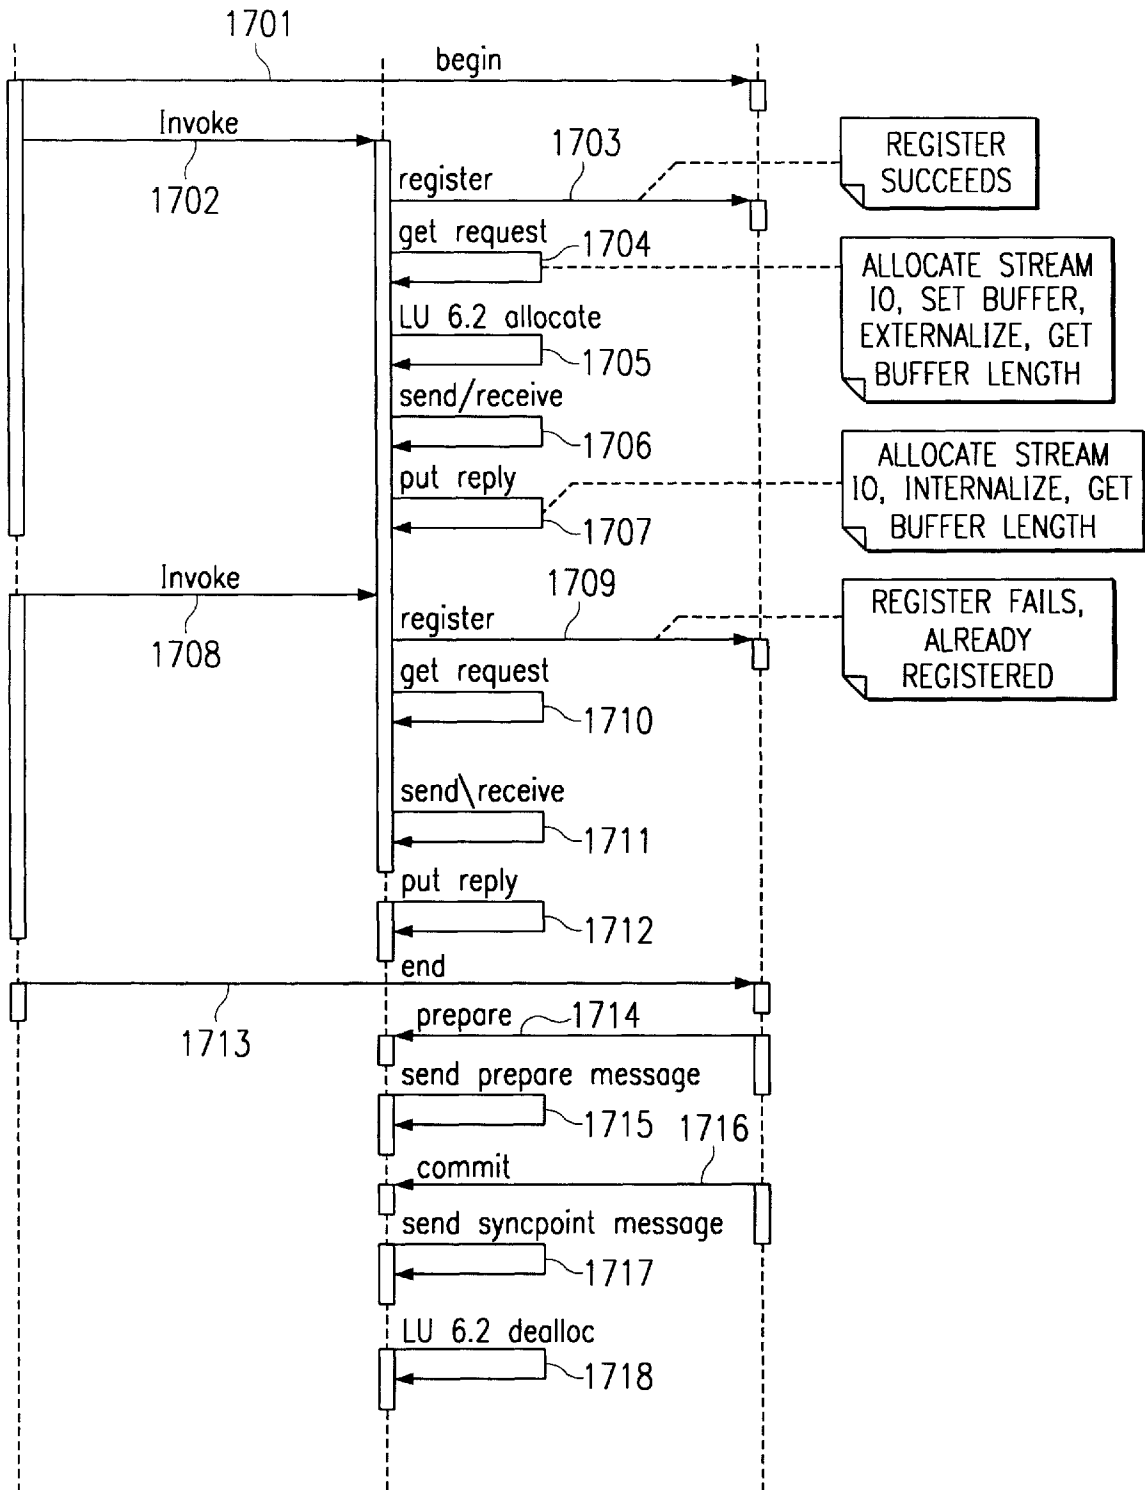 1701
begin
Invoke
1702
1703
REGISTER
SUCCEEDS
register
get request
1704
ALLOCATE STREAM
IO, SET BUFFER,
EXTERNALIZE, GET
BUFFER LENGTH
LU 6.2 allocate
1705
send/receive
1706
put reply
1707
ALLOCATE STREAM
IO, INTERNALIZE, GET
BUFFER LENGTH
Invoke
1708
1709
register
REGISTER FAILS,
ALREADY
REGISTERED
get request
1710
send\receive
1711
put reply
1712
end
1713
prepare
1714
send prepare message
1715
1716
commit
send syncpoint message
1717
LU 6.2 dealloc
1718